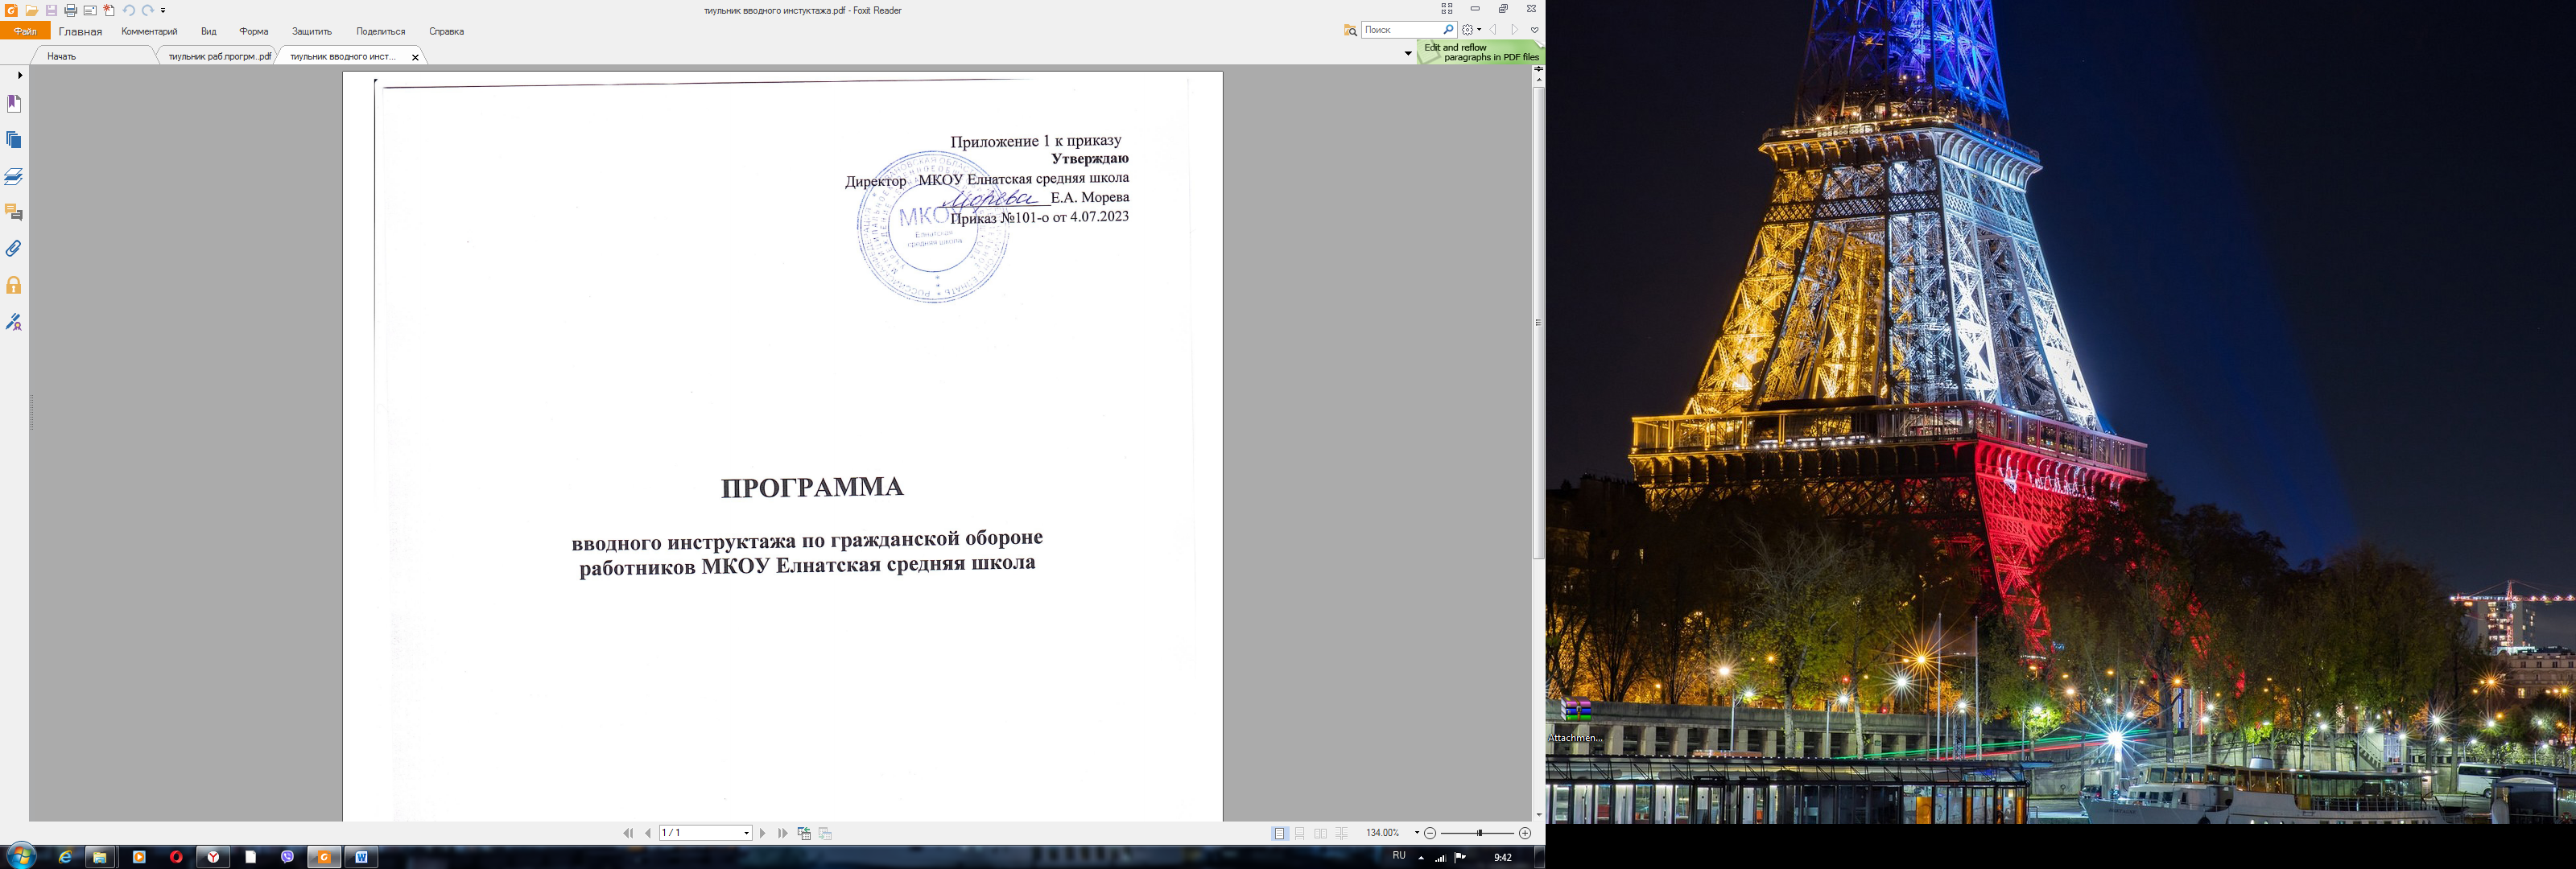 тиульник вводного инстуктажа.pdf - Foxit Reader
Файл Главная Комментарий Вид Форма Защитить Поделиться Справка Поиск
Начать тиульник раб.прогрм..pdf тиульник вводного инст...
Edit and reflow
paragraphs in PDF files
Приложение 1 к приказу
Утверждаю
Директор МКОУ Елнатская средняя школа
Морева Е.А. Морева
Приказ №101-о от 4.07.2023
МКОУ
Елнатская
средняя школа
ПРОГРАММА
вводного инструктажа по гражданской обороне
работников МКОУ Елнатская средняя школа
Attachmen...
1 / 1
134.00%
RU
9:42